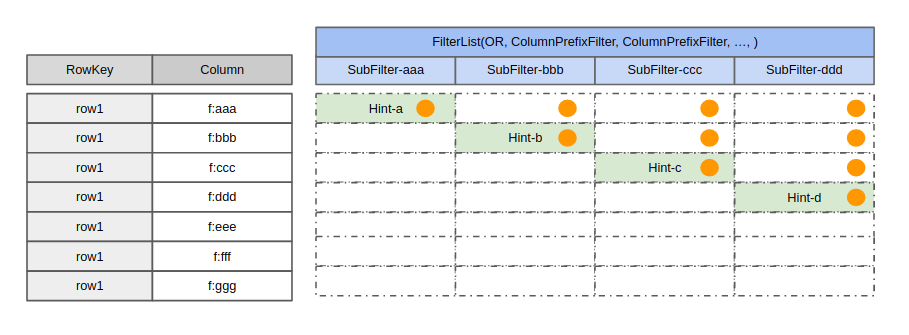 FilterList(OR, ColumnPrefixFilter, ColumnPrefixFilter, ..., )
RowKey Column SubFilter-aaa SubFilter-bbb SubFilter-ccc SubFilter-ddd
row1 f:aaa Hint-a
row1 f:bbb Hint-b
row1 f:ccc Hint-c
row1 f:ddd Hint-d
row1 f:eee
row1 f:fff
row1 f:ggg